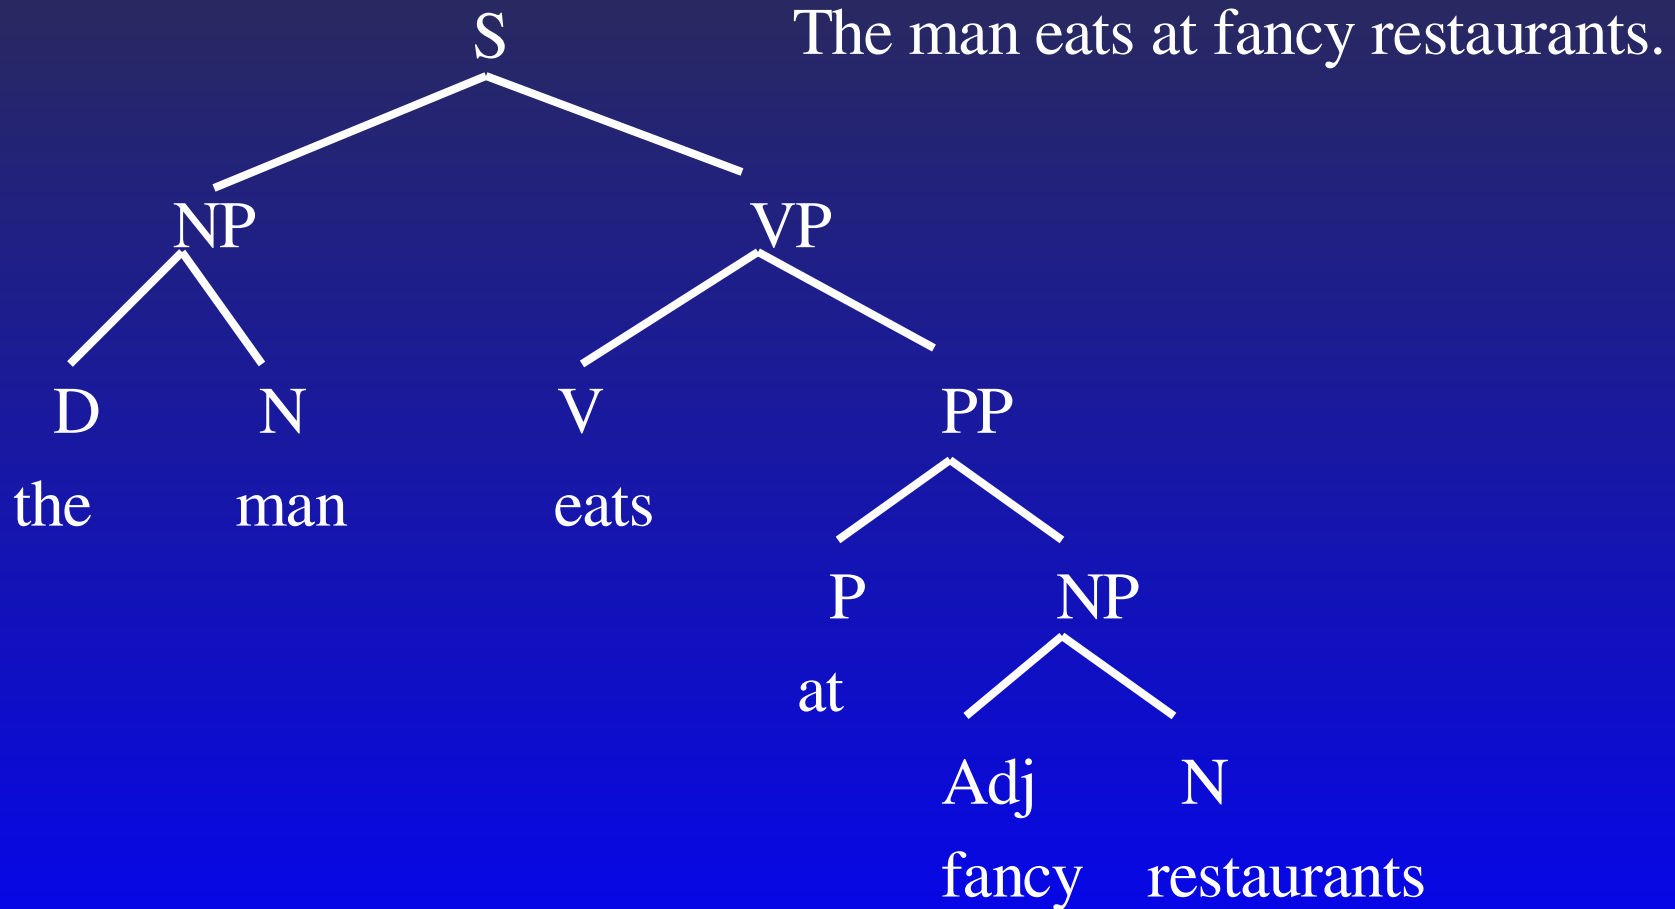 S
The man eats at fancy restaurants.
NP VP
D N V PP
the man eats
P NP
at
Adj N
fancy restaurants